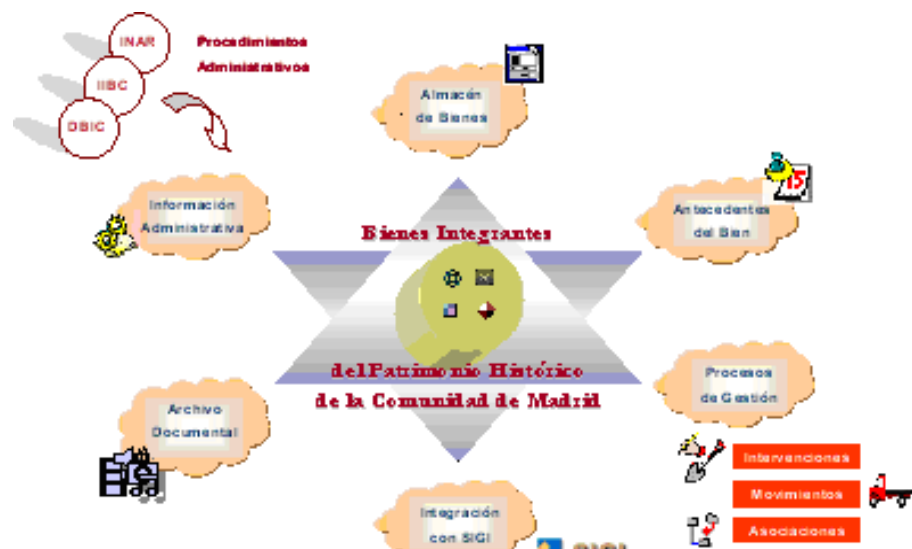 INAR
IIBC
DBIC
Procedimientos
Administrativos
Almacén
de Bienes
Información
Administrativa
15
Antecedentes
del Bien
Bienes Integrantes
del Patrimonio Histórico
de la Comunidad de Madrid
Procesos
de Gestión
Archivo
Documental
Intervenciones
Movimientos
Asociaciones
Integración
con SIGI